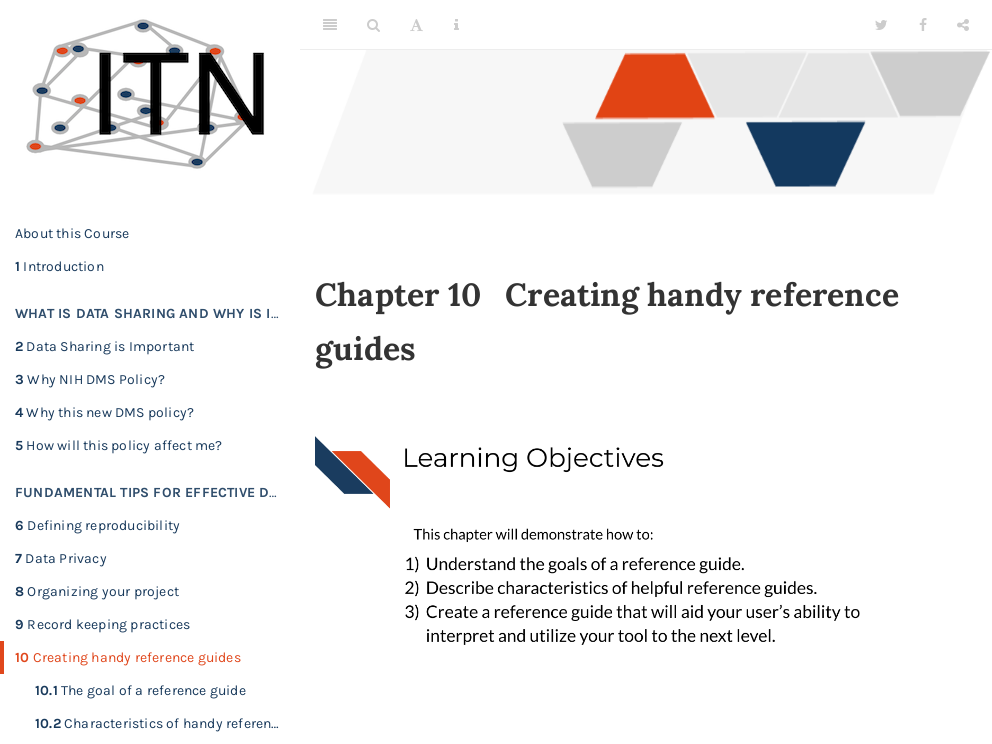 ITN
About this Course
1 Introduction
WHAT IS DATA SHARING AND WHY IS I…
2 Data Sharing is Important
3 Why NIH DMS Policy?
4 Why this new DMS policy?
5 How will this policy affect me?
FUNDAMENTAL TIPS FOR EFFECTIVE D…
6 Defining reproducibility
7 Data Privacy
8 Organizing your project
9 Record keeping practices
10 Creating handy reference guides
10.1 The goal of a reference guide
10.2 Characteristics of handy referen…
A
Chapter 10 Creating handy reference
guides
Learning Objectives
This chapter will demonstrate how to:
1) Understand the goals of a reference guide.
2) Describe characteristics of helpful reference guides.
3) Create a reference guide that will aid your user's ability to
interpret and utilize your tool to the next level.